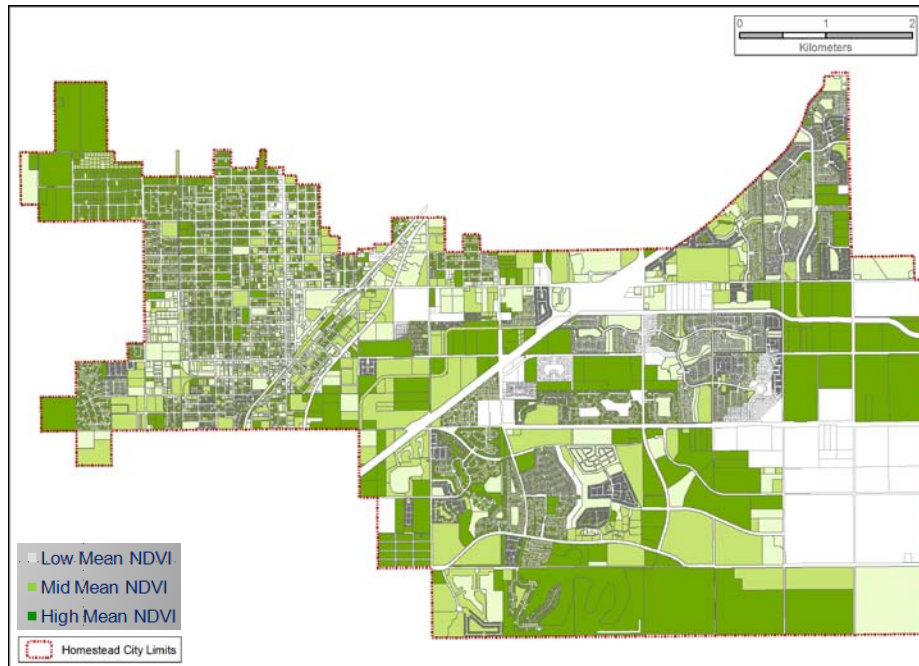 0 1 2
Kilometers
Low Mean NDVI
Mid Mean NDVI
High Mean NDVI
Homestead City Limits